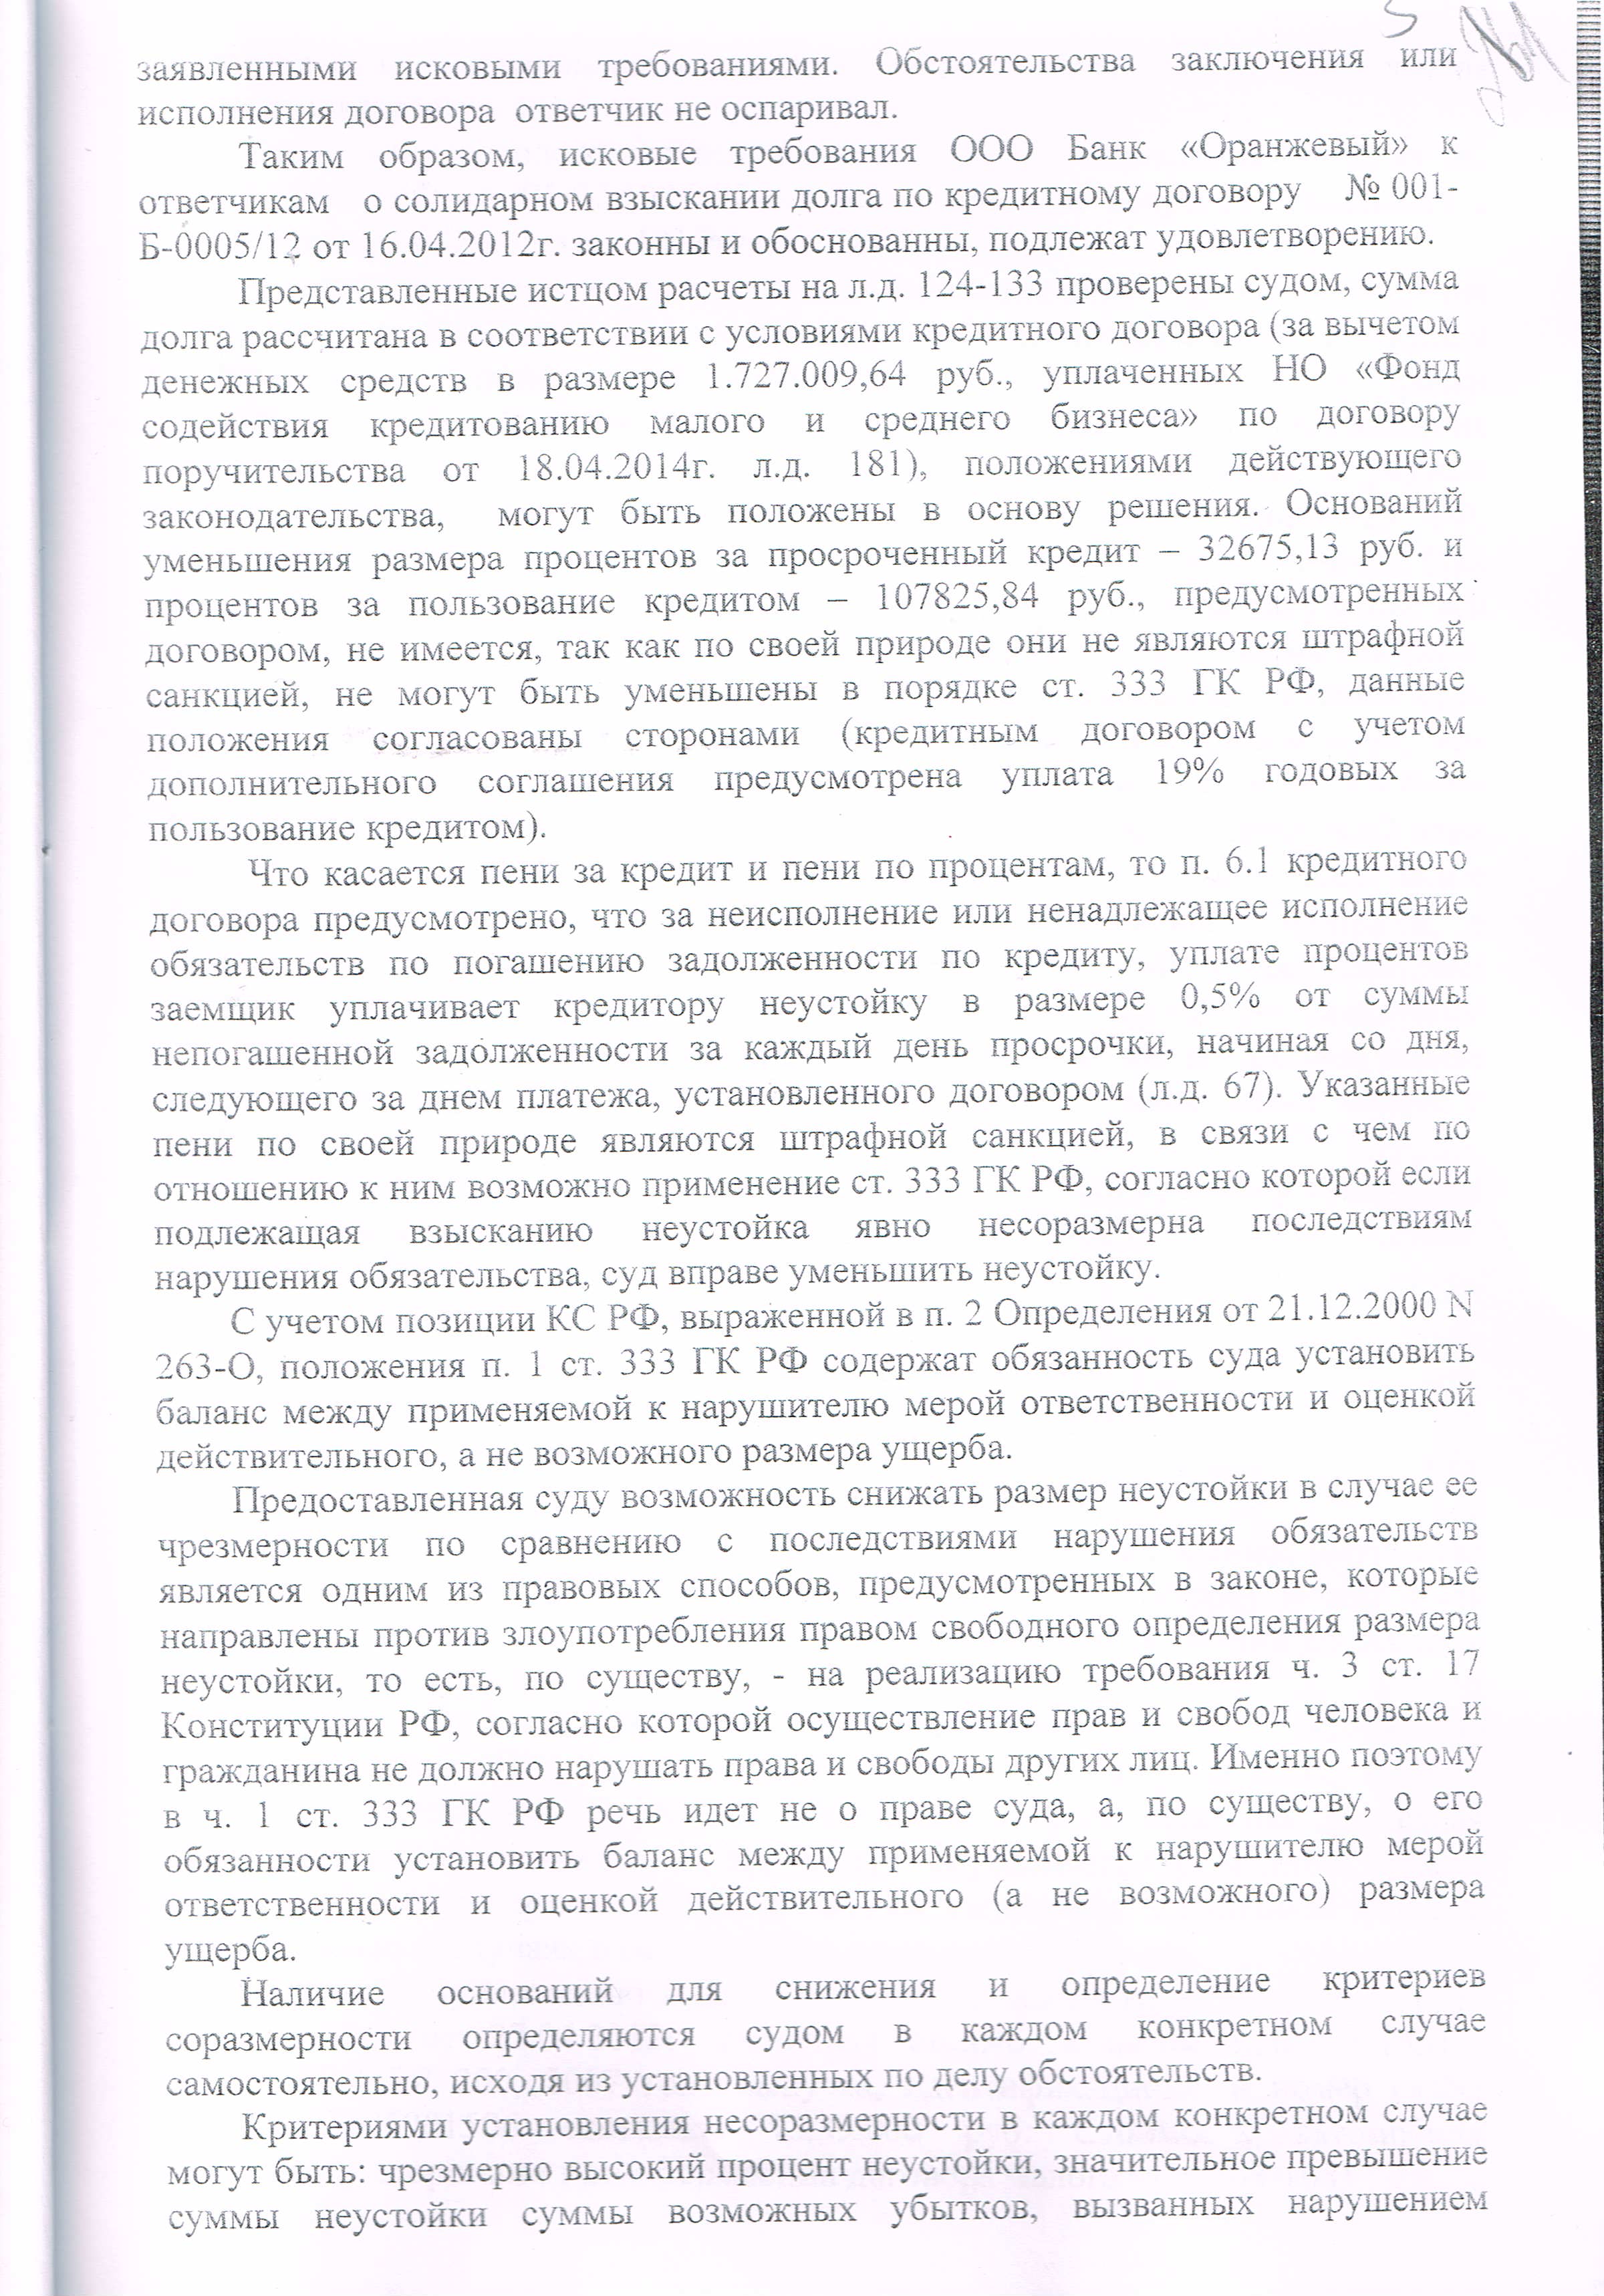 5
заявленными исковыми требованиями. Обстоятельства заключения или
исполнения договора ответчик не оспаривал.
Таким образом, исковые требования ООО Банк «Оранжевый» к
ответчикам о солидарном взыскании долга по кредитному договору № 001-
Б-0005/12 от 16.04.2012г. законны и обоснованны, подлежат удовлетворению.
Представленные истцом расчеты на л.д. 124-133 проверены судом, сумма
долга рассчитана в соответствии с условиями кредитного договора (за вычетом
денежных средств в размере 1.727.009,64 руб., уплаченных НО «Фонд
содействия кредитованию малого и среднего бизнеса» по договору
поручительства от 18.04.2014г. л.д. 181), положениями действующего
законодательства, могут быть положены в основу решения. Оснований
уменьшения размера процентов за просроченный кредит – 32675,13 руб. и
процентов за пользование кредитом – 107825,84 руб., предусмотренных
договором, не имеется, так как по своей природе они не являются штрафной
санкцией, не могут быть уменьшены в порядке ст. 333 ГК РФ, данные
положения согласованы сторонами (кредитным договором с учетом
дополнительного соглашения предусмотрена уплата 19% годовых за
пользование кредитом).
Что касается пени за кредит и пени по процентам, то п. 6.1 кредитного
договора предусмотрено, что за неисполнение или ненадлежащее исполнение
обязательств по погашению задолженности по кредиту, уплате процентов
заемщик уплачивает кредитору неустойку в размере 0,5% от суммы
непогашенной задолженности за каждый день просрочки, начиная со дня,
следующего за днем платежа, установленного договором (л.д. 67). Указанные
пени по своей природе являются штрафной санкцией, в связи с чем по
отношению к ним возможно применение ст. 333 ГК РФ, согласно которой если
подлежащая взысканию неустойка явно несоразмерна последствиям
нарушения обязательства, суд вправе уменьшить неустойку.
С учетом позиции КС РФ, выраженной в п. 2 Определения от 21.12.2000 N
263-О, положения п. 1 ст. 333 ГК РФ содержат обязанность суда установить
баланс между применяемой к нарушителю мерой ответственности и оценкой
действительного, а не возможного размера ущерба.
Предоставленная суду возможность снижать размер неустойки в случае ее
чрезмерности по сравнению с последствиями нарушения обязательств
является одним из правовых способов, предусмотренных в законе, которые
направлены против злоупотребления правом свободного определения размера
неустойки, то есть, по существу, - на реализацию требования ч. 3 ст. 17
Конституции РФ, согласно которой осуществление прав и свобод человека и
гражданина не должно нарушать права и свободы других лиц. Именно поэтому
в ч. 1 ст. 333 ГК РФ речь идет не о праве суда, а, по существу, о его
обязанности установить баланс между применяемой к нарушителю мерой
ответственности и оценкой действительного (а не возможного) размера
ущерба.
Наличие оснований для снижения и определение критериев
соразмерности определяются судом в каждом конкретном случае
самостоятельно, исходя из установленных по делу обстоятельств.
Критериями установления несоразмерности в каждом конкретном случае
могут быть: чрезмерно высокий процент неустойки, значительное превышение
суммы неустойки суммы возможных убытков, вызванных нарушением